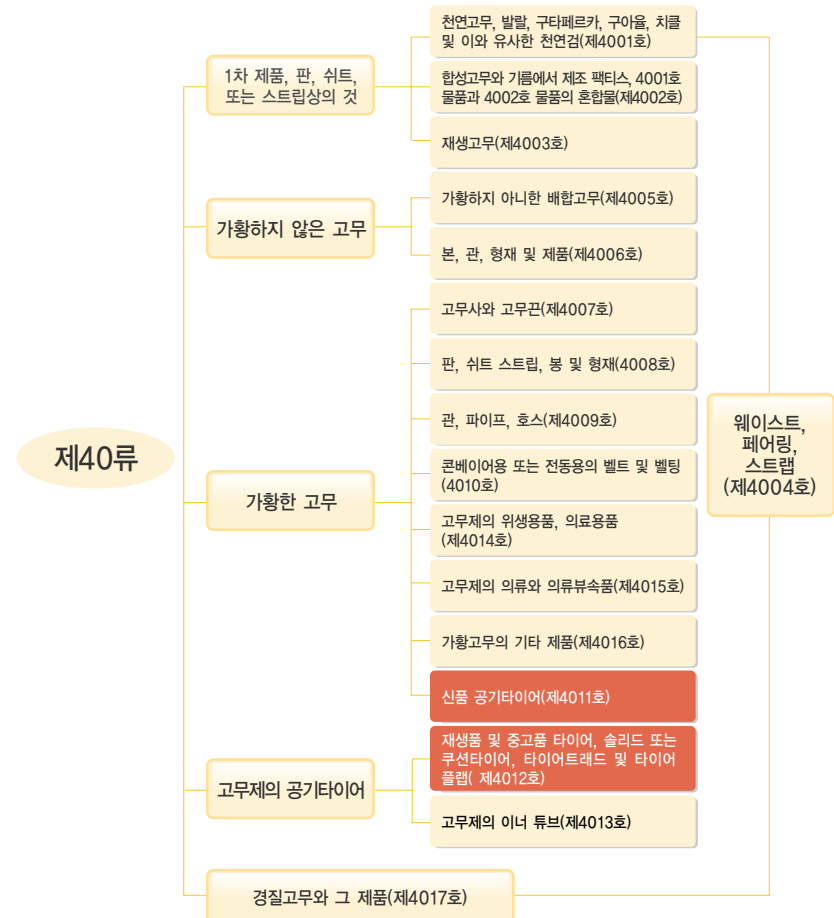 제40류
1차 제품, 판, 쉬트,
또는 스트립상의 것
천연고무, 발랄, 구타페르카, 구아율, 치클
및 이와 유사한 천연검(제4001호)
합성고무와 기름에서 제조 팩티스, 4001호
물품과 4002호 물품의 혼합물(제4002호)
재생고무(제4003호)
가황하지 않은 고무
가황하지 아니한 배합고무(제4005호)
본, 관, 형재 및 제품(제4006호)
가황한 고무
고무사와 고무끈(제4007호)
판, 쉬트 스트립, 봉 및 형재(4008호)
관, 파이프, 호스(제4009호)
콘베이어용 또는 전동용의 벨트 및 벨팅
(4010호)
고무제의 위생용품, 의료용품
(제4014호)
고무제의 의류와 의류뷰속품(제4015호)
가황고무의 기타 제품(제4016호)
신품 공기타이어(제4011호)
고무제의 공기타이어
재생품 및 중고품 타이어, 솔리드 또는
쿠션타이어, 타이어트래드 및 타이어
플랩( 제4012호)
고무제의 이너 튜브(제4013호)
경질고무와 그 제품(제4017호)
웨이스트,
페어링,
스트랩
(제4004호)